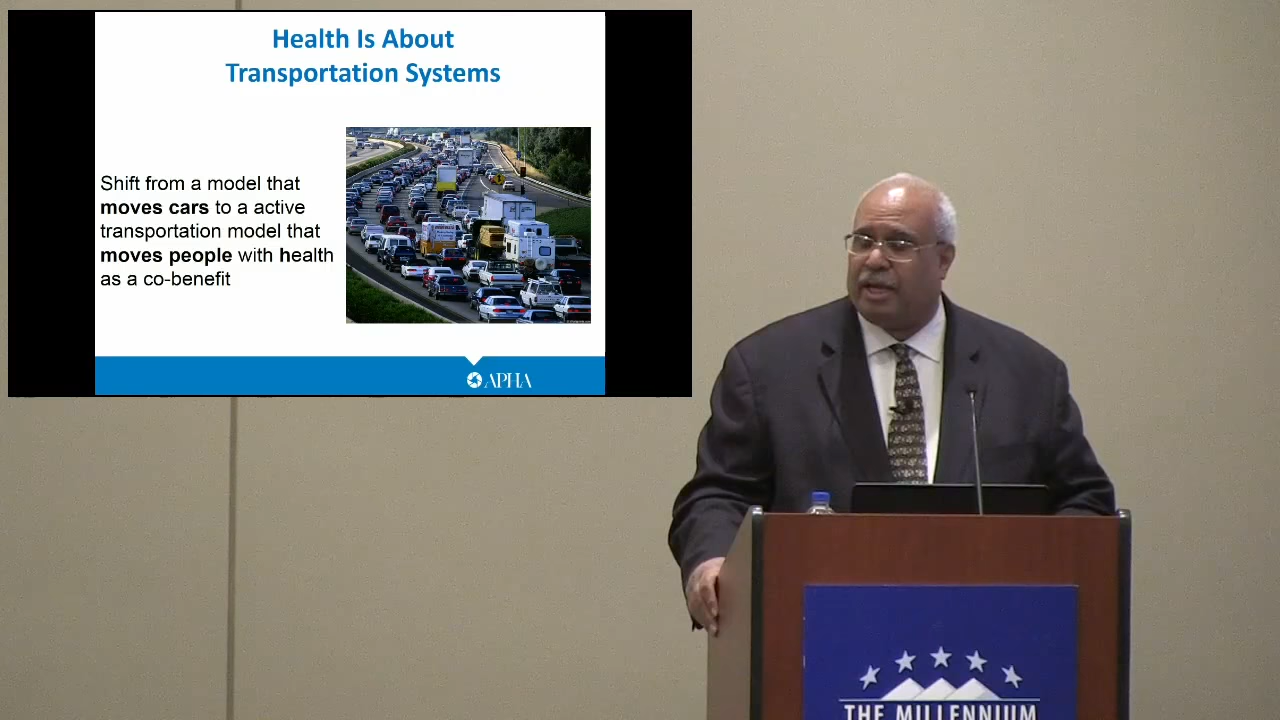 Health Is About
Transportation Systems
Shift from a model that
moves cars to a active
transportation model that
moves people with health
as a co-benefit
APHA
THE MILLENNIUM